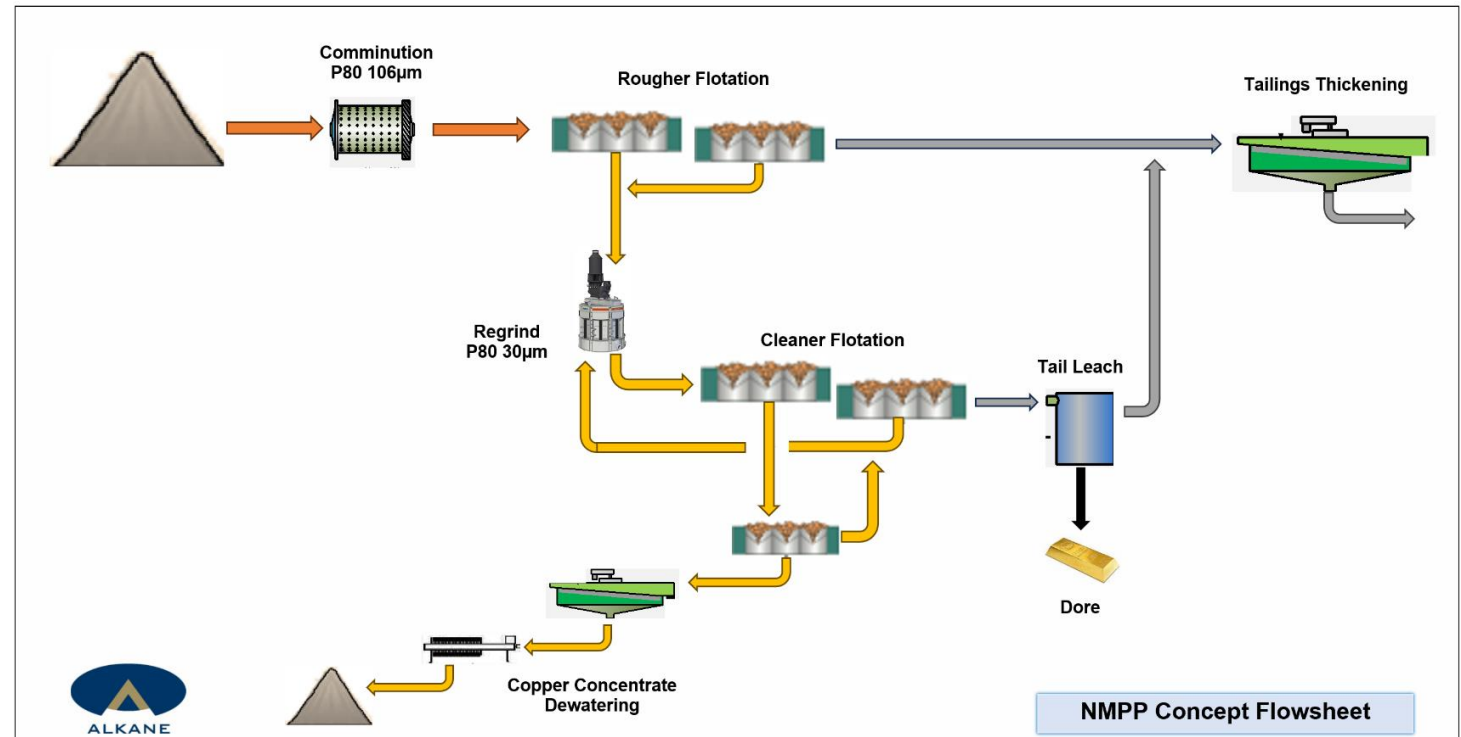 Comminution
P80 106µm
Rougher Flotation
Tailings Thickening
Regrind
P80 30µm
Cleaner Flotation
Tail Leach
Dore
Copper Concentrate
Dewatering
ALKANE
NMPP Concept Flowsheet